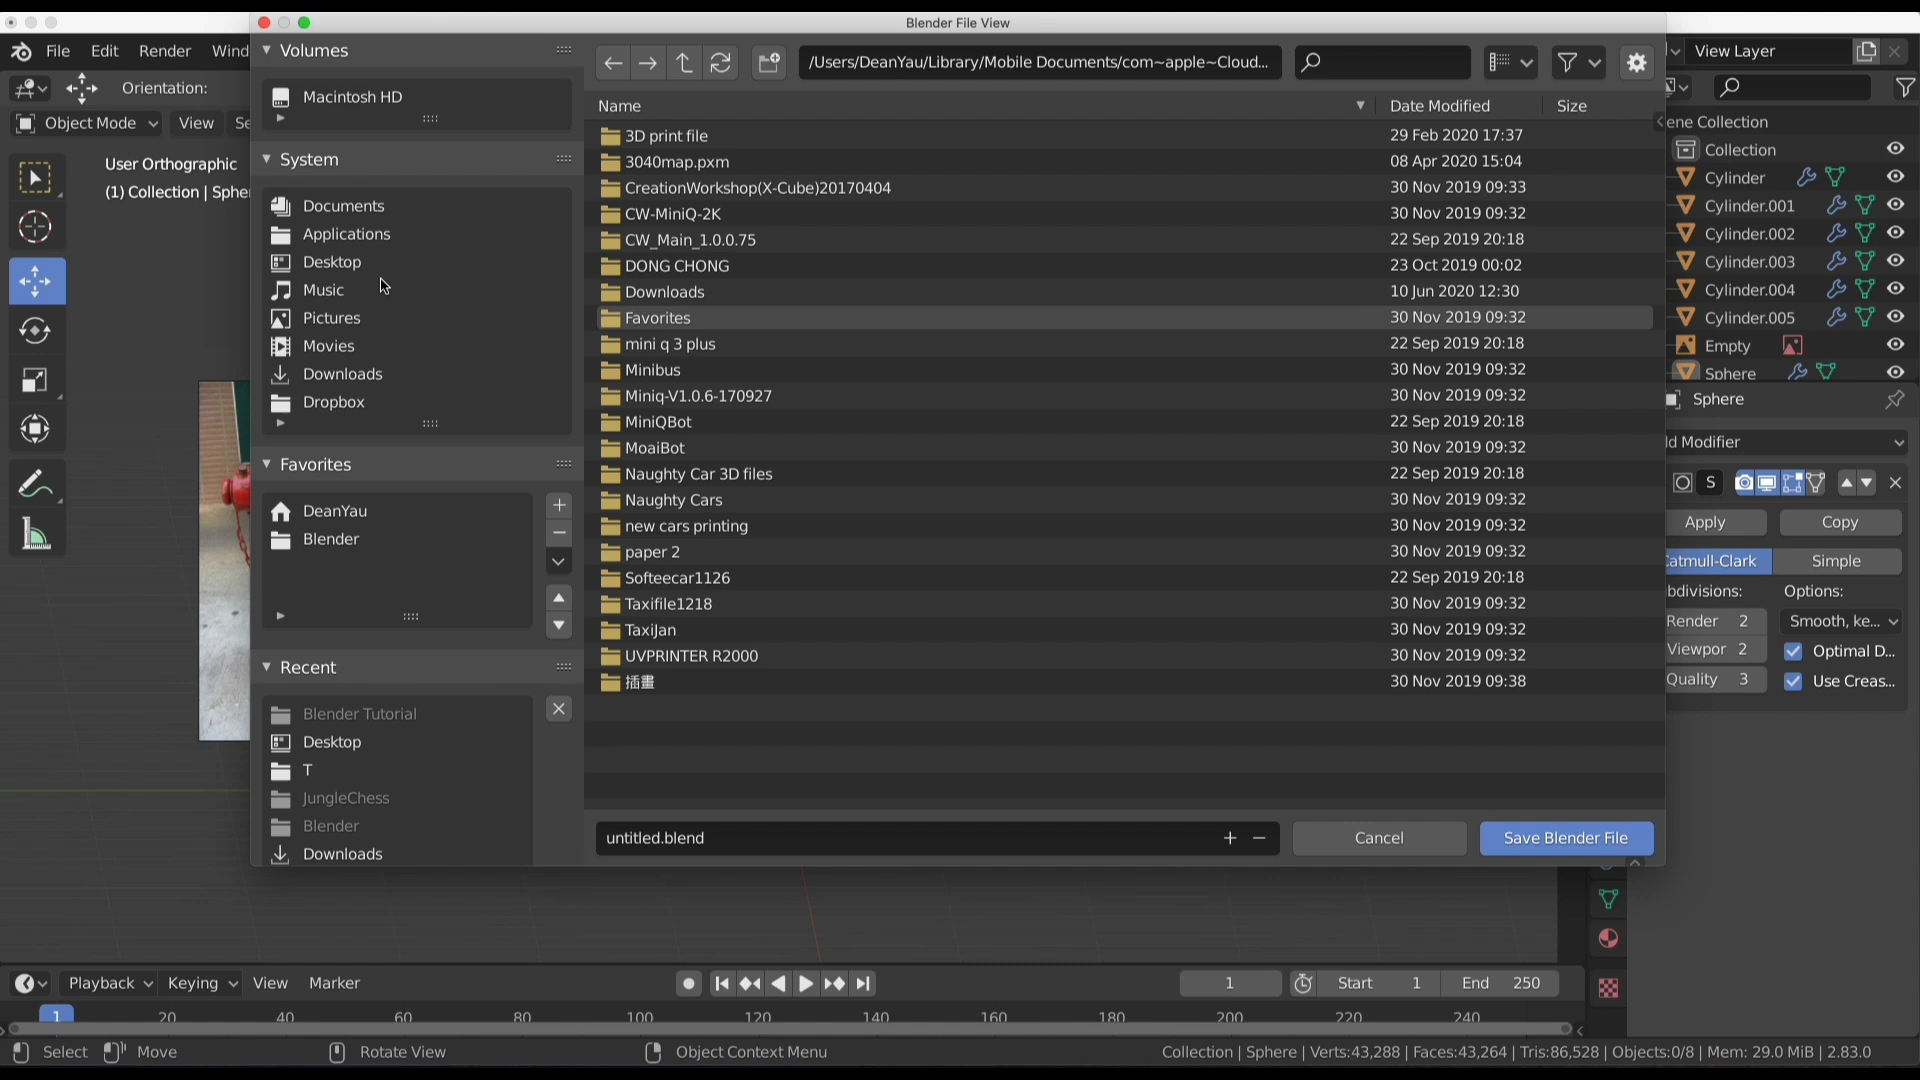 Blender File View
File Edit Render Wind
View Layer
Orientation:
Object Mode View Se
User Orthographic
(1) Collection | Sphe
Volumes
Macintosh HD
System
Documents
Applications
Desktop
Music
Pictures
Movies
Downloads
Dropbox
Favorites
DeanYau
Blender
Recent
Blender Tutorial
Desktop
T
JungleChess
Blender
Downloads
/Users/DeanYau/Library/Mobile Documents/com~apple~Cloud...
Name Date Modified Size
3D print file 29 Feb 2020 17:37
3040map.pxm 08 Apr 2020 15:04
CreationWorkshop(X-Cube)20170404 30 Nov 2019 09:33
CW-MiniQ-2K 30 Nov 2019 09:32
CW_Main_1.0.0.75 22 Sep 2019 20:18
DONG CHONG 23 Oct 2019 00:02
Downloads 10 Jun 2020 12:30
Favorites 30 Nov 2019 09:32
mini q 3 plus 22 Sep 2019 20:18
Minibus 30 Nov 2019 09:32
Miniq-V1.0.6-170927 30 Nov 2019 09:32
MiniQBot 22 Sep 2019 20:18
MoaiBot 30 Nov 2019 09:32
Naughty Car 3D files 22 Sep 2019 20:18
Naughty Cars 30 Nov 2019 09:32
new cars printing 30 Nov 2019 09:32
paper 2 30 Nov 2019 09:32
Softeecar1126 22 Sep 2019 20:18
Taxifile1218 30 Nov 2019 09:32
TaxiJan 30 Nov 2019 09:32
UVPRINTER R2000 30 Nov 2019 09:32
插畫 30 Nov 2019 09:38
untitled.blend
Cancel
Save Blender File
ene Collection
Collection
Cylinder
Cylinder.001
Cylinder.002
Cylinder.003
Cylinder.004
Cylinder.005
Empty
Sphere
Sphere
ld Modifier
S
Apply Copy
Catmull-Clark Simple
bdivisions: Options:
Render 2 Smooth, ke...
Viewpor 2 Optimal D...
Quality 3 Use Creas...
Playback Keying View Marker
1 Start 1 End 250
1 20 40 60 80 100 120 140 160 180 200 220 240
Select Move Rotate View Object Context Menu
Collection | Sphere | Verts:43,288 | Faces:43,264 | Tris:86,528 | Objects:0/8 | Mem: 29.0 MiB | 2.83.0